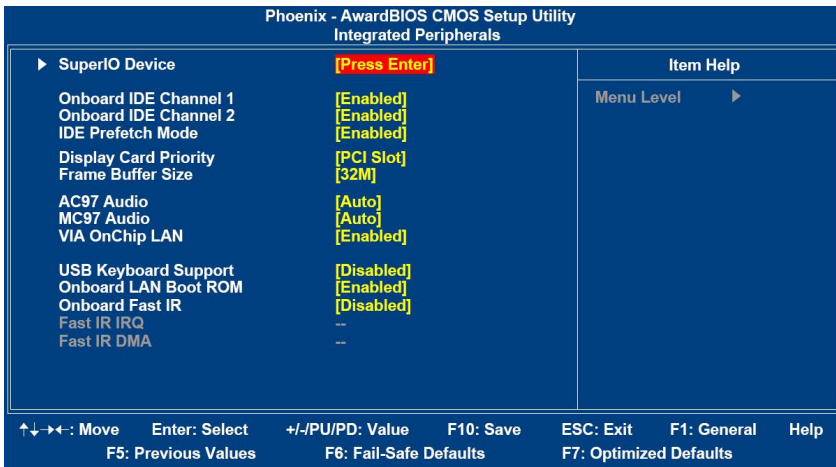 Phoenix - AwardBIOS CMOS Setup Utility
Integrated Peripherals
▶ SuperIO Device [Press Enter]
Item Help
Menu Level ▶
Onboard IDE Channel 1 [Enabled]
Onboard IDE Channel 2 [Enabled]
IDE Prefetch Mode [Enabled]
Display Card Priority [PCI Slot]
Frame Buffer Size [32M]
AC97 Audio [Auto]
MC97 Audio [Auto]
VIA OnChip LAN [Enabled]
USB Keyboard Support [Disabled]
Onboard LAN Boot ROM [Enabled]
Onboard Fast IR [Disabled]
Fast IR IRQ --
Fast IR DMA --
↑↓→←: Move Enter: Select +/-/PU/PD: Value F10: Save ESC: Exit F1: General Help
F5: Previous Values F6: Fail-Safe Defaults F7: Optimized Defaults